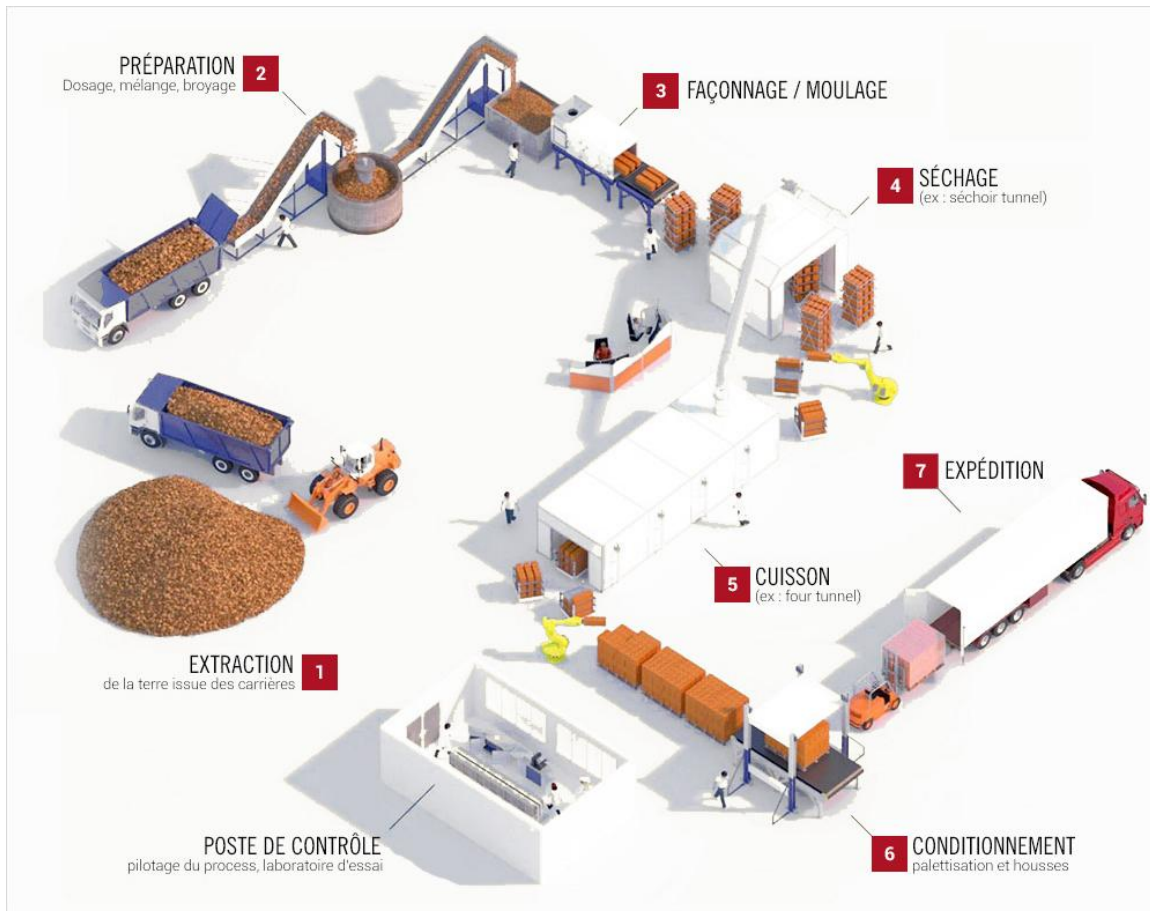 1
EXTRACTION
de la terre issue des carrières
2
PRÉPARATION
Dosage, mélange, broyage
3
FAÇONNAGE / MOULAGE
4
SÉCHAGE
(ex : séchoir tunnel)
5
CUISSON
(ex : four tunnel)
6
CONDITIONNEMENT
palettisation et housses
7
EXPÉDITION
POSTE DE CONTRÔLE
pilotage du process, laboratoire d'essai